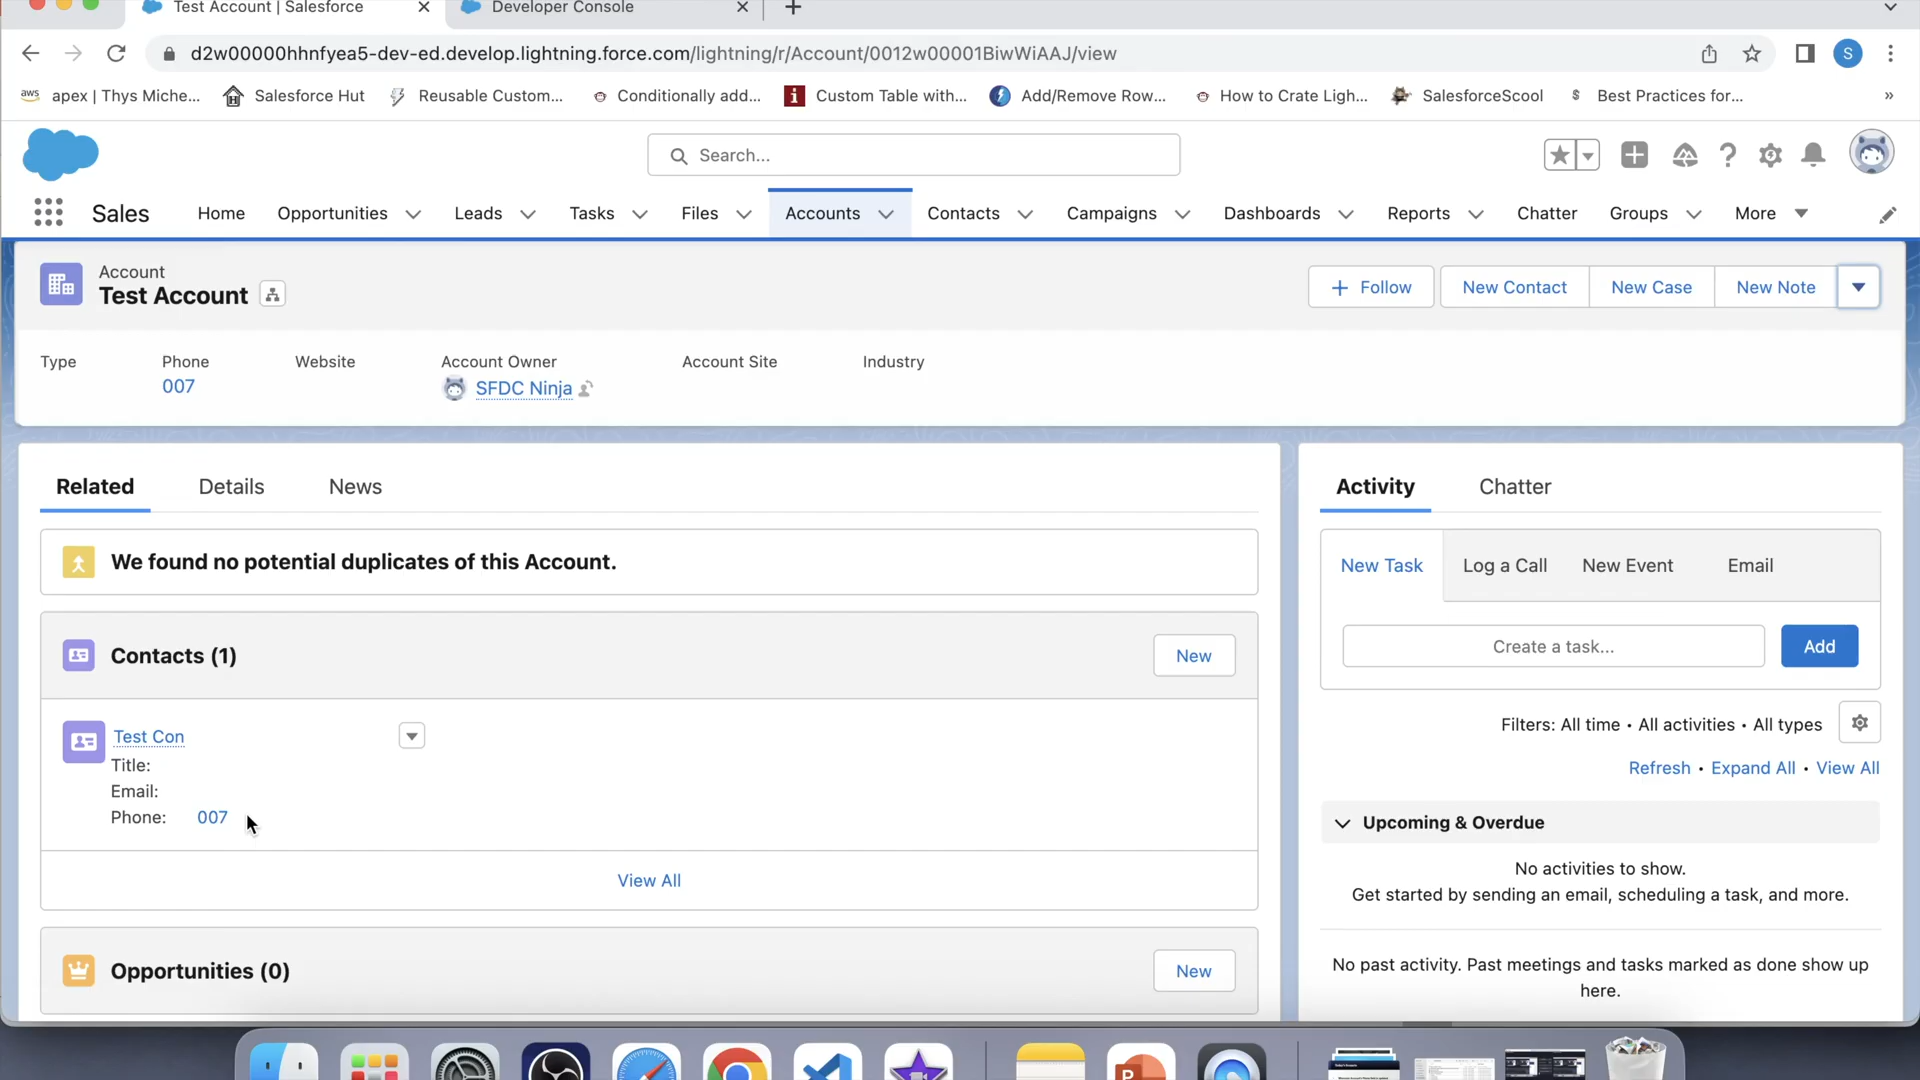 Test Account | Salesforce
Developer Console
d2w00000hhnfyea5-dev-ed.develop.lightning.force.com/lightning/r/Account/0012w00001BiwWiAAJ/view
S
aws apex | Thys Miche... Salesforce Hut Reusable Custom... Conditionally add... Custom Table with... Add/Remove Row... How to Crate Ligh... SalesforceScool Best Practices for... »
Search...
Sales Home Opportunities Leads Tasks Files Accounts Contacts Campaigns Dashboards Reports Chatter Groups More
Account
Test Account
Follow New Contact New Case New Note
Type Phone Website Account Owner Account Site Industry
007 SFDC Ninja
Related Details News
We found no potential duplicates of this Account.
Contacts (1) New
Test Con
Title:
Email:
Phone: 007
View All
Opportunities (0) New
Activity Chatter
New Task Log a Call New Event Email
Create a task... Add
Filters: All time • All activities • All types
Refresh • Expand All • View All
Upcoming & Overdue
No activities to show.
Get started by sending an email, scheduling a task, and more.
No past activity. Past meetings and tasks marked as done show up
here.
P